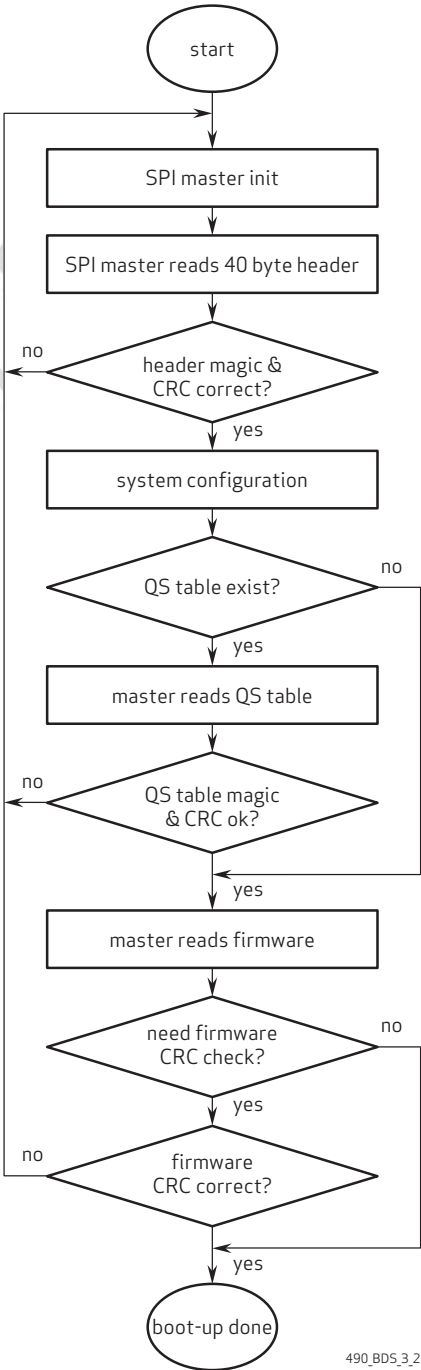 start
SPI master init
SPI master reads 40 byte header
no
header magic &
CRC correct?
yes
system configuration
no
QS table exist?
yes
master reads QS table
no
QS table magic
& CRC ok?
yes
master reads firmware
no
need firmware
CRC check?
yes
no
firmware
CRC correct?
yes
boot-up done
490_BDS_3_2